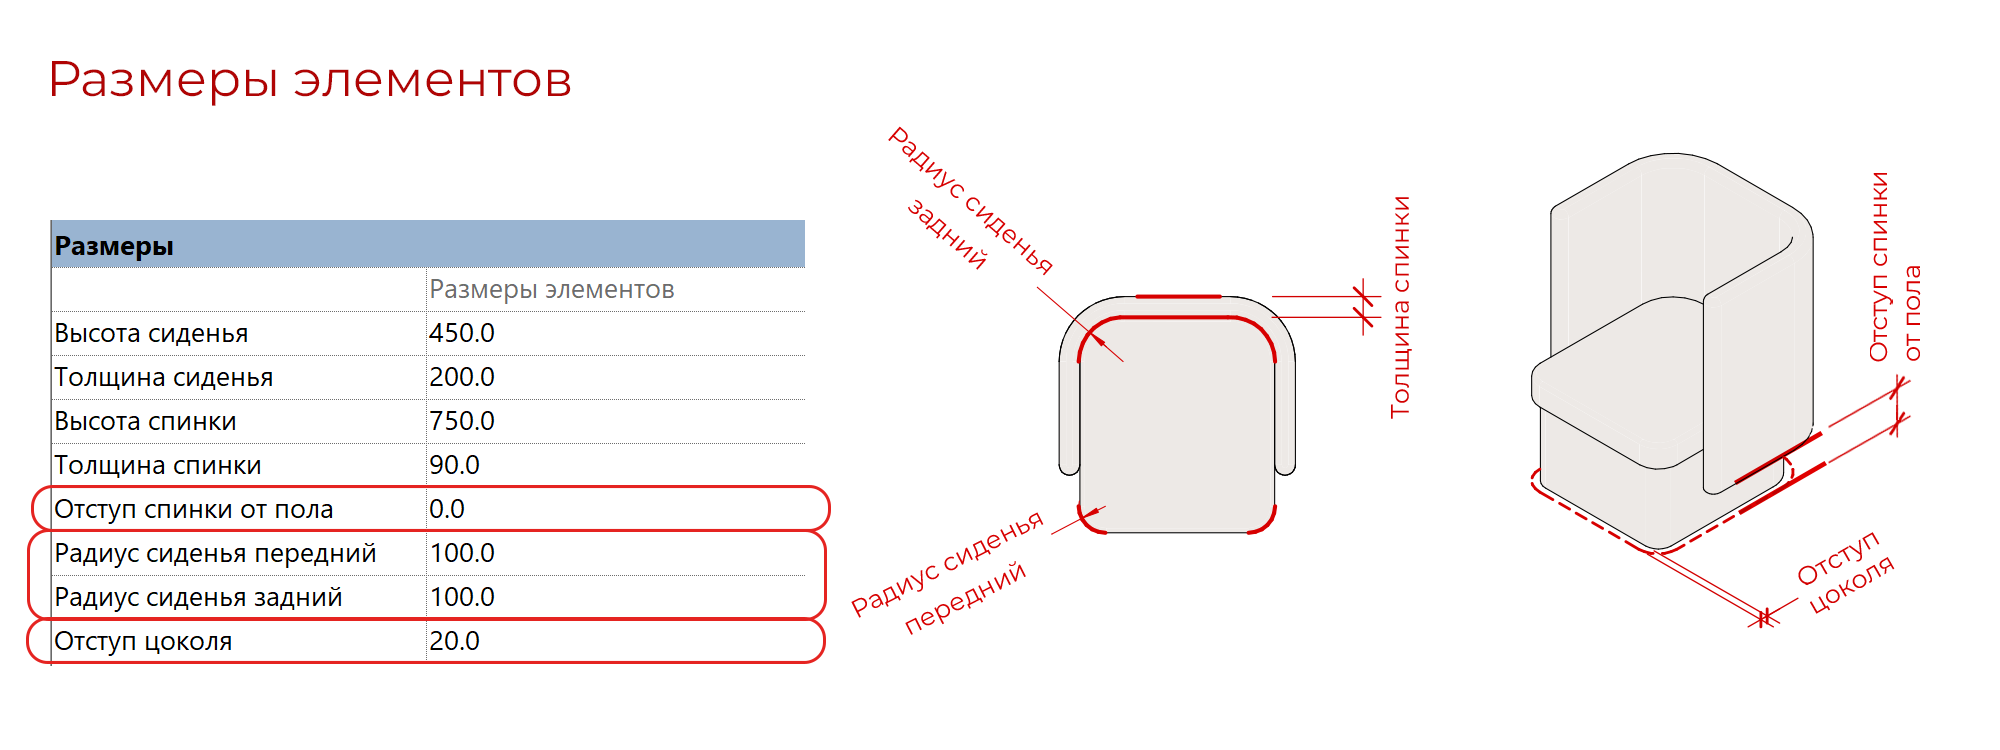 Размеры элементов
Размеры
Размеры элементов
Высота сиденья 450.0
Толщина сиденья 200.0
Высота спинки 750.0
Толщина спинки 90.0
Отступ спинки от пола 0.0
Радиус сиденья передний 100.0
Радиус сиденья задний 100.0
Отступ цоколя 20.0
Радиус сиденья
задний
Толщина спинки
Радиус сиденья
передний
Отступ спинки
от пола
Отступ
цоколя